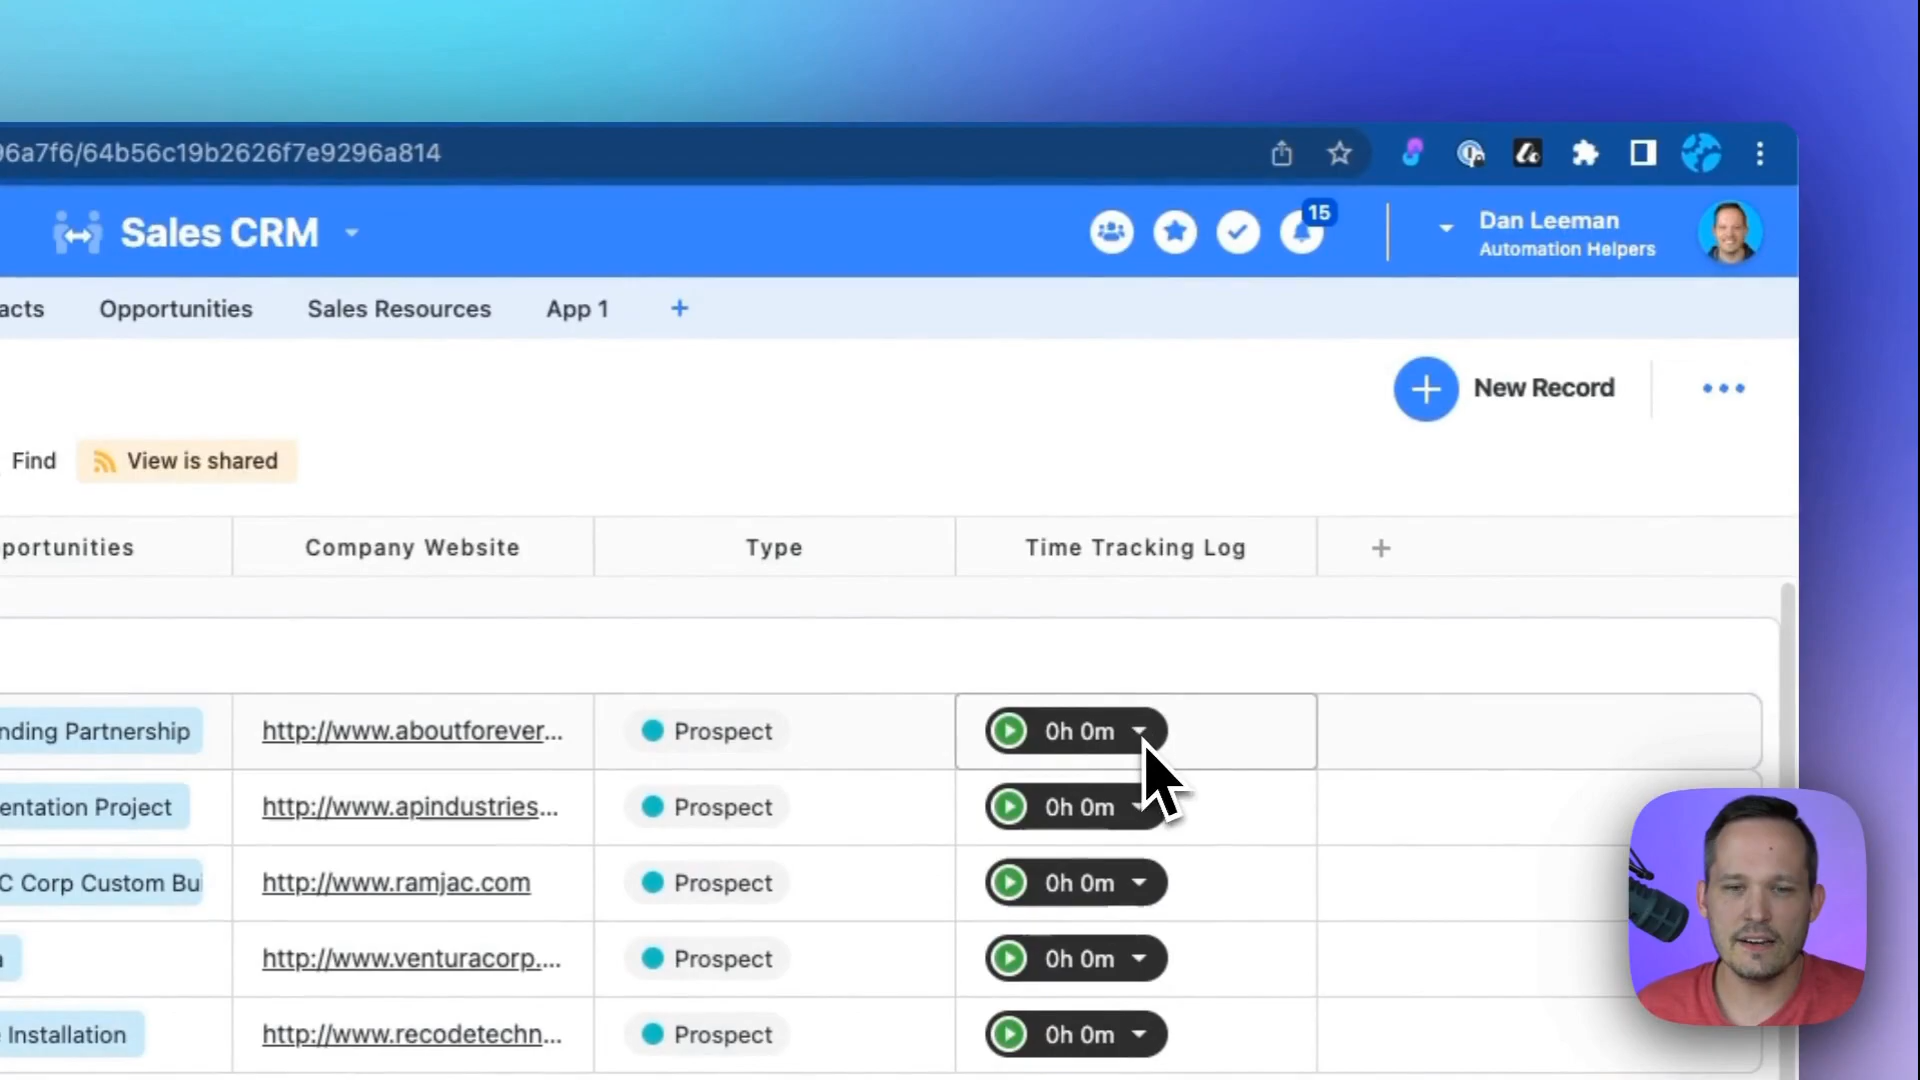 96a7f6/64b56c19b2626f7e9296a814
Sales CRM
15
Dan Leeman
Automation Helpers
acts
Opportunities
Sales Resources
App 1
+
New Record
Find
View is shared
portunities
Company Website
Type
Time Tracking Log
+
nding Partnership
http://www.aboutforever...
Prospect
0h 0m
entation Project
http://www.apindustries...
Prospect
0h 0m
C Corp Custom Bui
http://www.ramjac.com
Prospect
0h 0m
a
http://www.venturacorp....
Prospect
0h 0m
e Installation
http://www.recodetechn...
Prospect
0h 0m